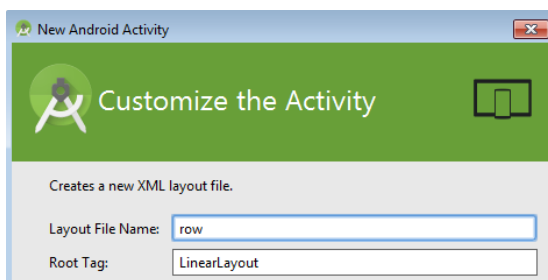 New Android Activity
Customize the Activity
Creates a new XML layout file.
Layout File Name: row
Root Tag: LinearLayout